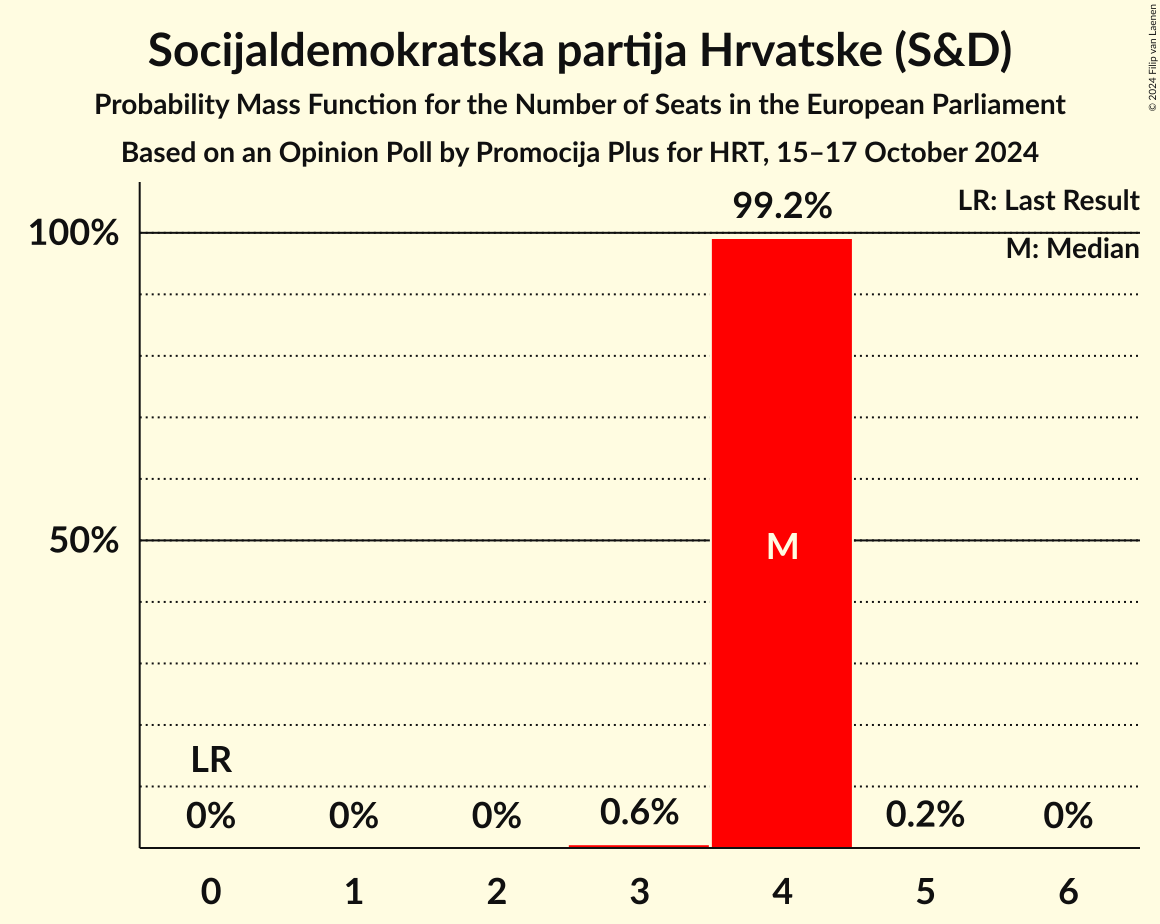 Socijaldemokratska partija Hrvatske (S&D)
Probability Mass Function for the Number of Seats in the European Parliament
Based on an Opinion Poll by Promocija Plus for HRT, 15–17 October 2024
© 2024 Filip van Laenen
LR: Last Result
M: Median
99.2%
100%
50%
M
LR
0% 0% 0% 0.6% 0.2% 0%
0 1 2 3 4 5 6